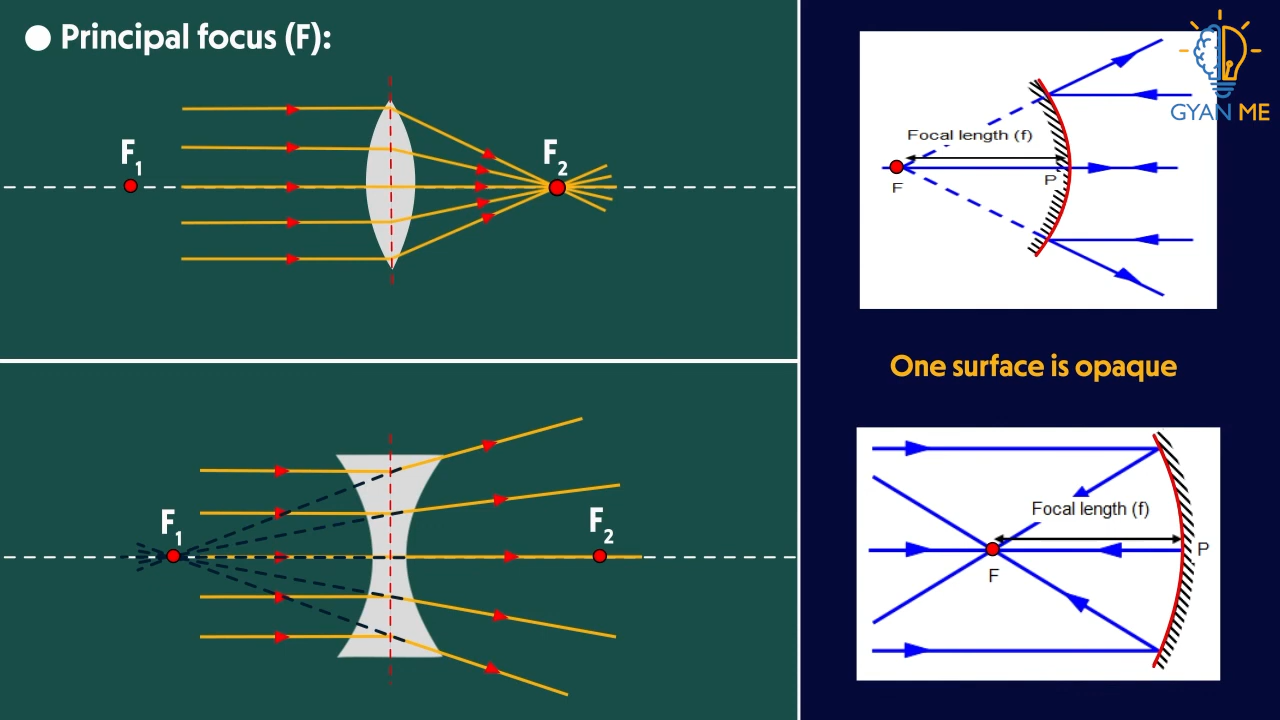 ● Principal focus (F):
F₁
F₂
F₁
F₂
GYAN ME
Focal length (f)
F
P
One surface is opaque
Focal length (f)
F
P